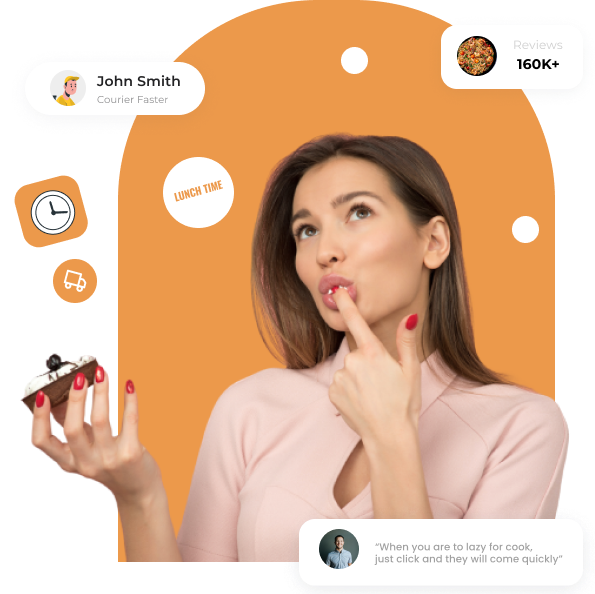 Reviews
160K+
John Smith
Courier Faster
LUNCH TIME
“When you are to lazy for cook,
just click and they will come quickly”